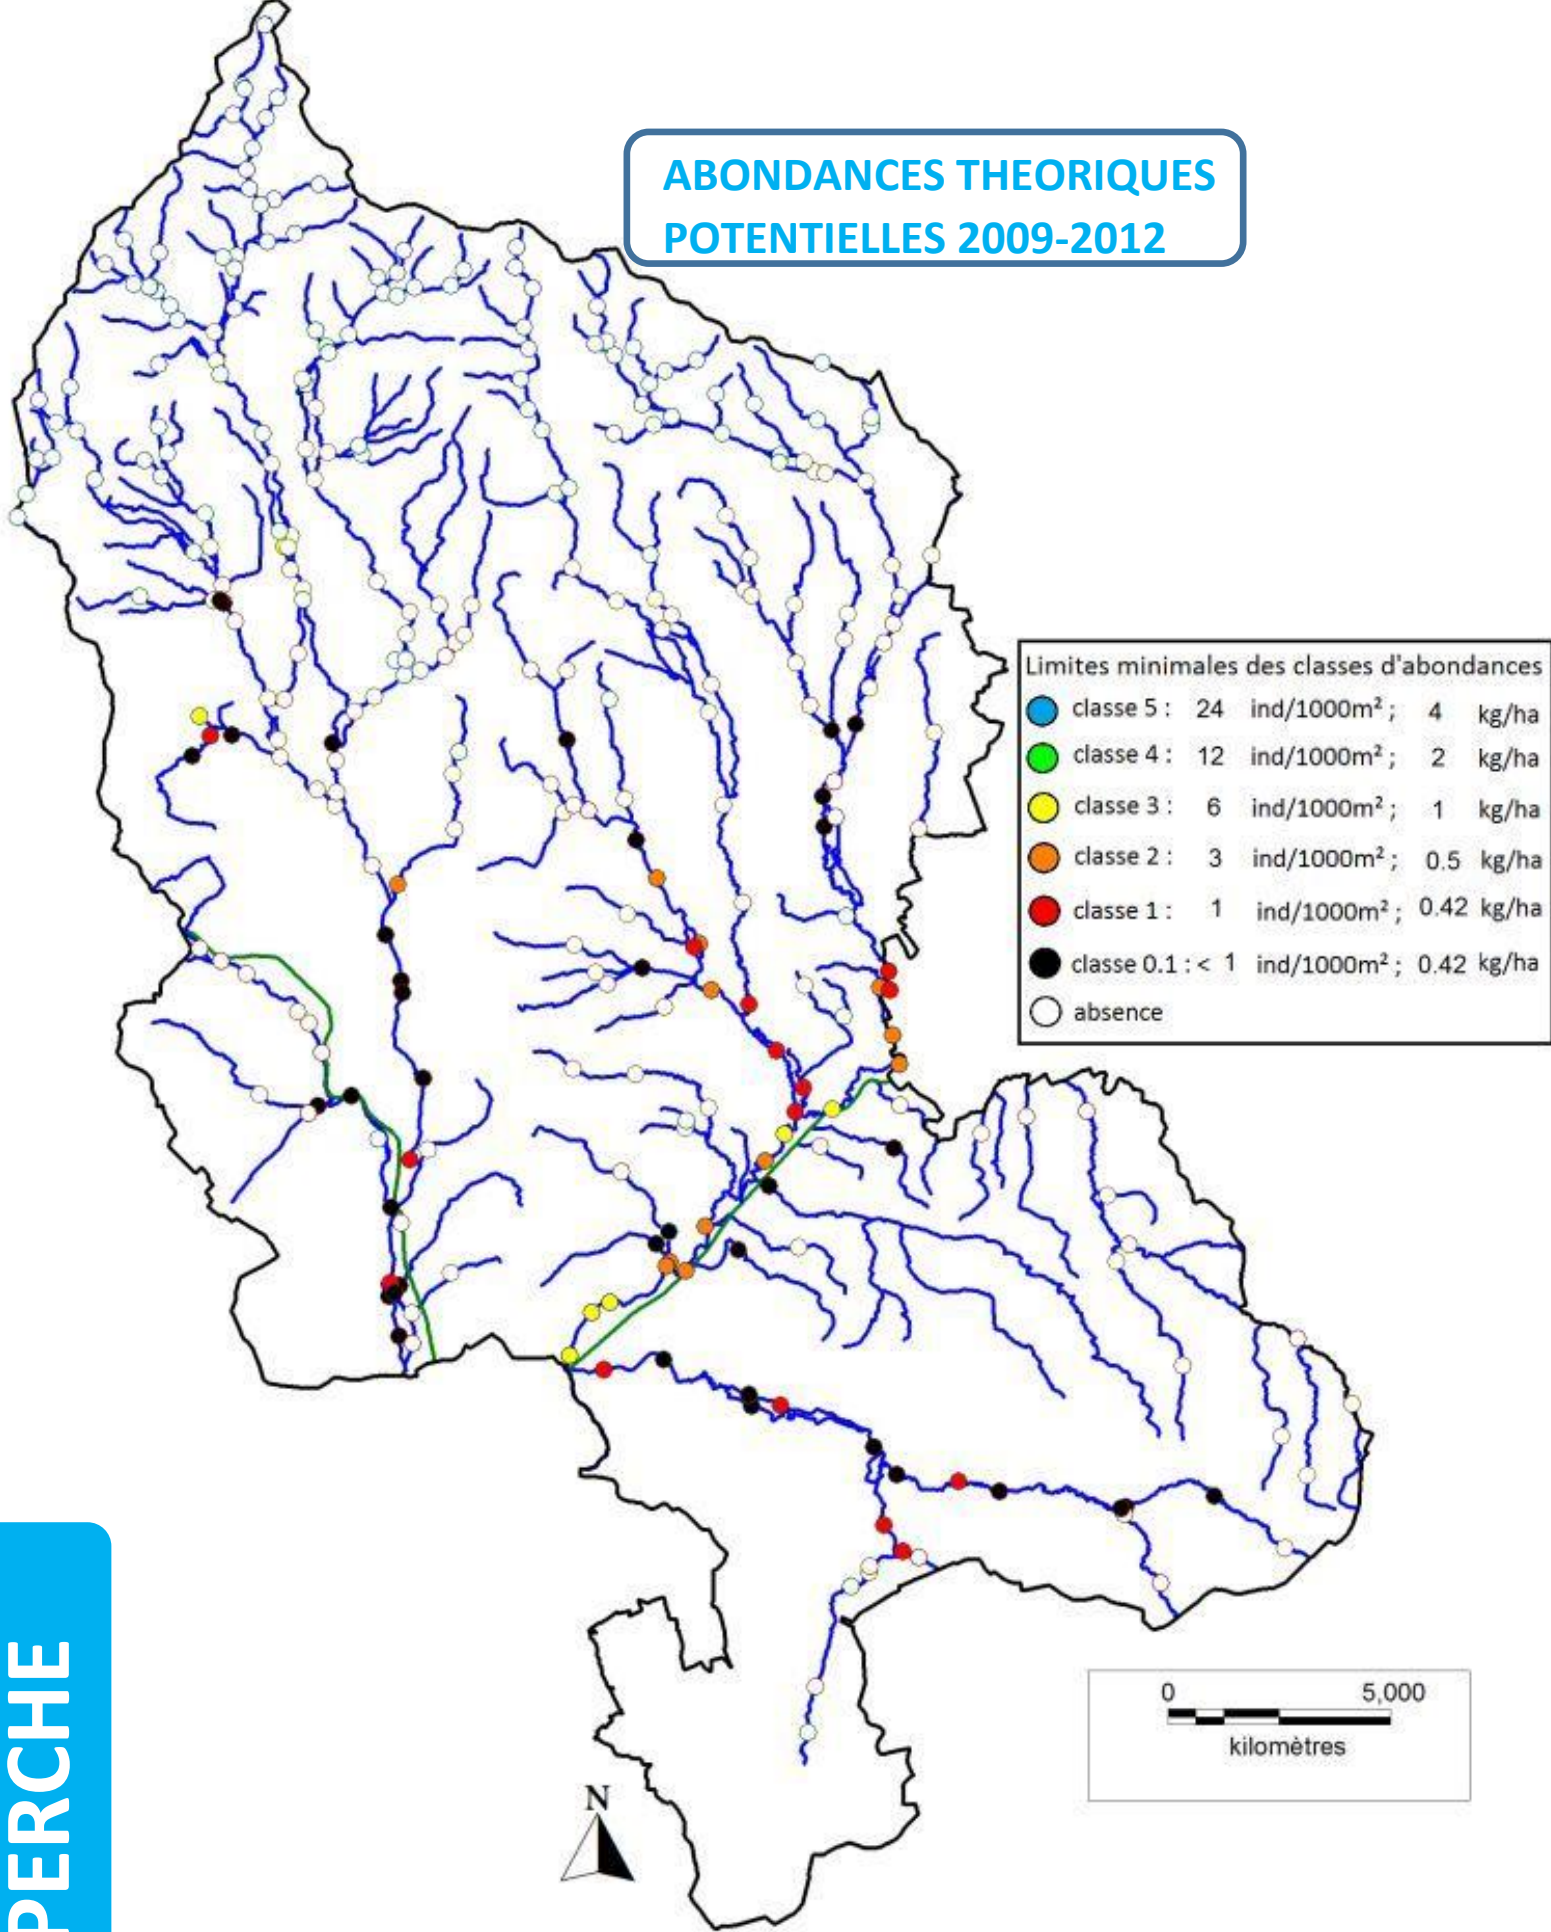 ABONDANCES THEORIQUES
POTENTIELLES 2009-2012
Limites minimales des classes d'abondances
classe 5 : 24 ind/1000m² ; 4 kg/ha
classe 4 : 12 ind/1000m² ; 2 kg/ha
classe 3 : 6 ind/1000m² ; 1 kg/ha
classe 2 : 3 ind/1000m² ; 0.5 kg/ha
classe 1 : 1 ind/1000m² ; 0.42 kg/ha
classe 0.1 : < 1 ind/1000m² ; 0.42 kg/ha
absence
PERCHE
0 5,000
kilomètres
N